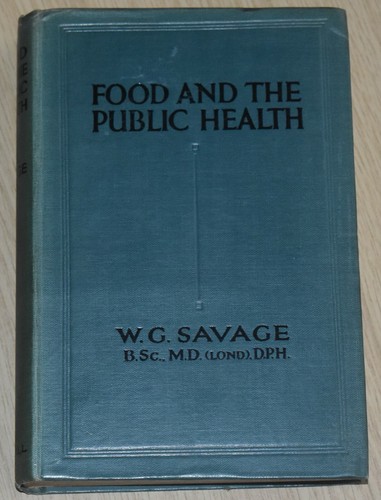 FOOD AND THE
PUBLIC HEALTH
W. G. SAVAGE
B.Sc., M.D. (LOND), D.P.H.